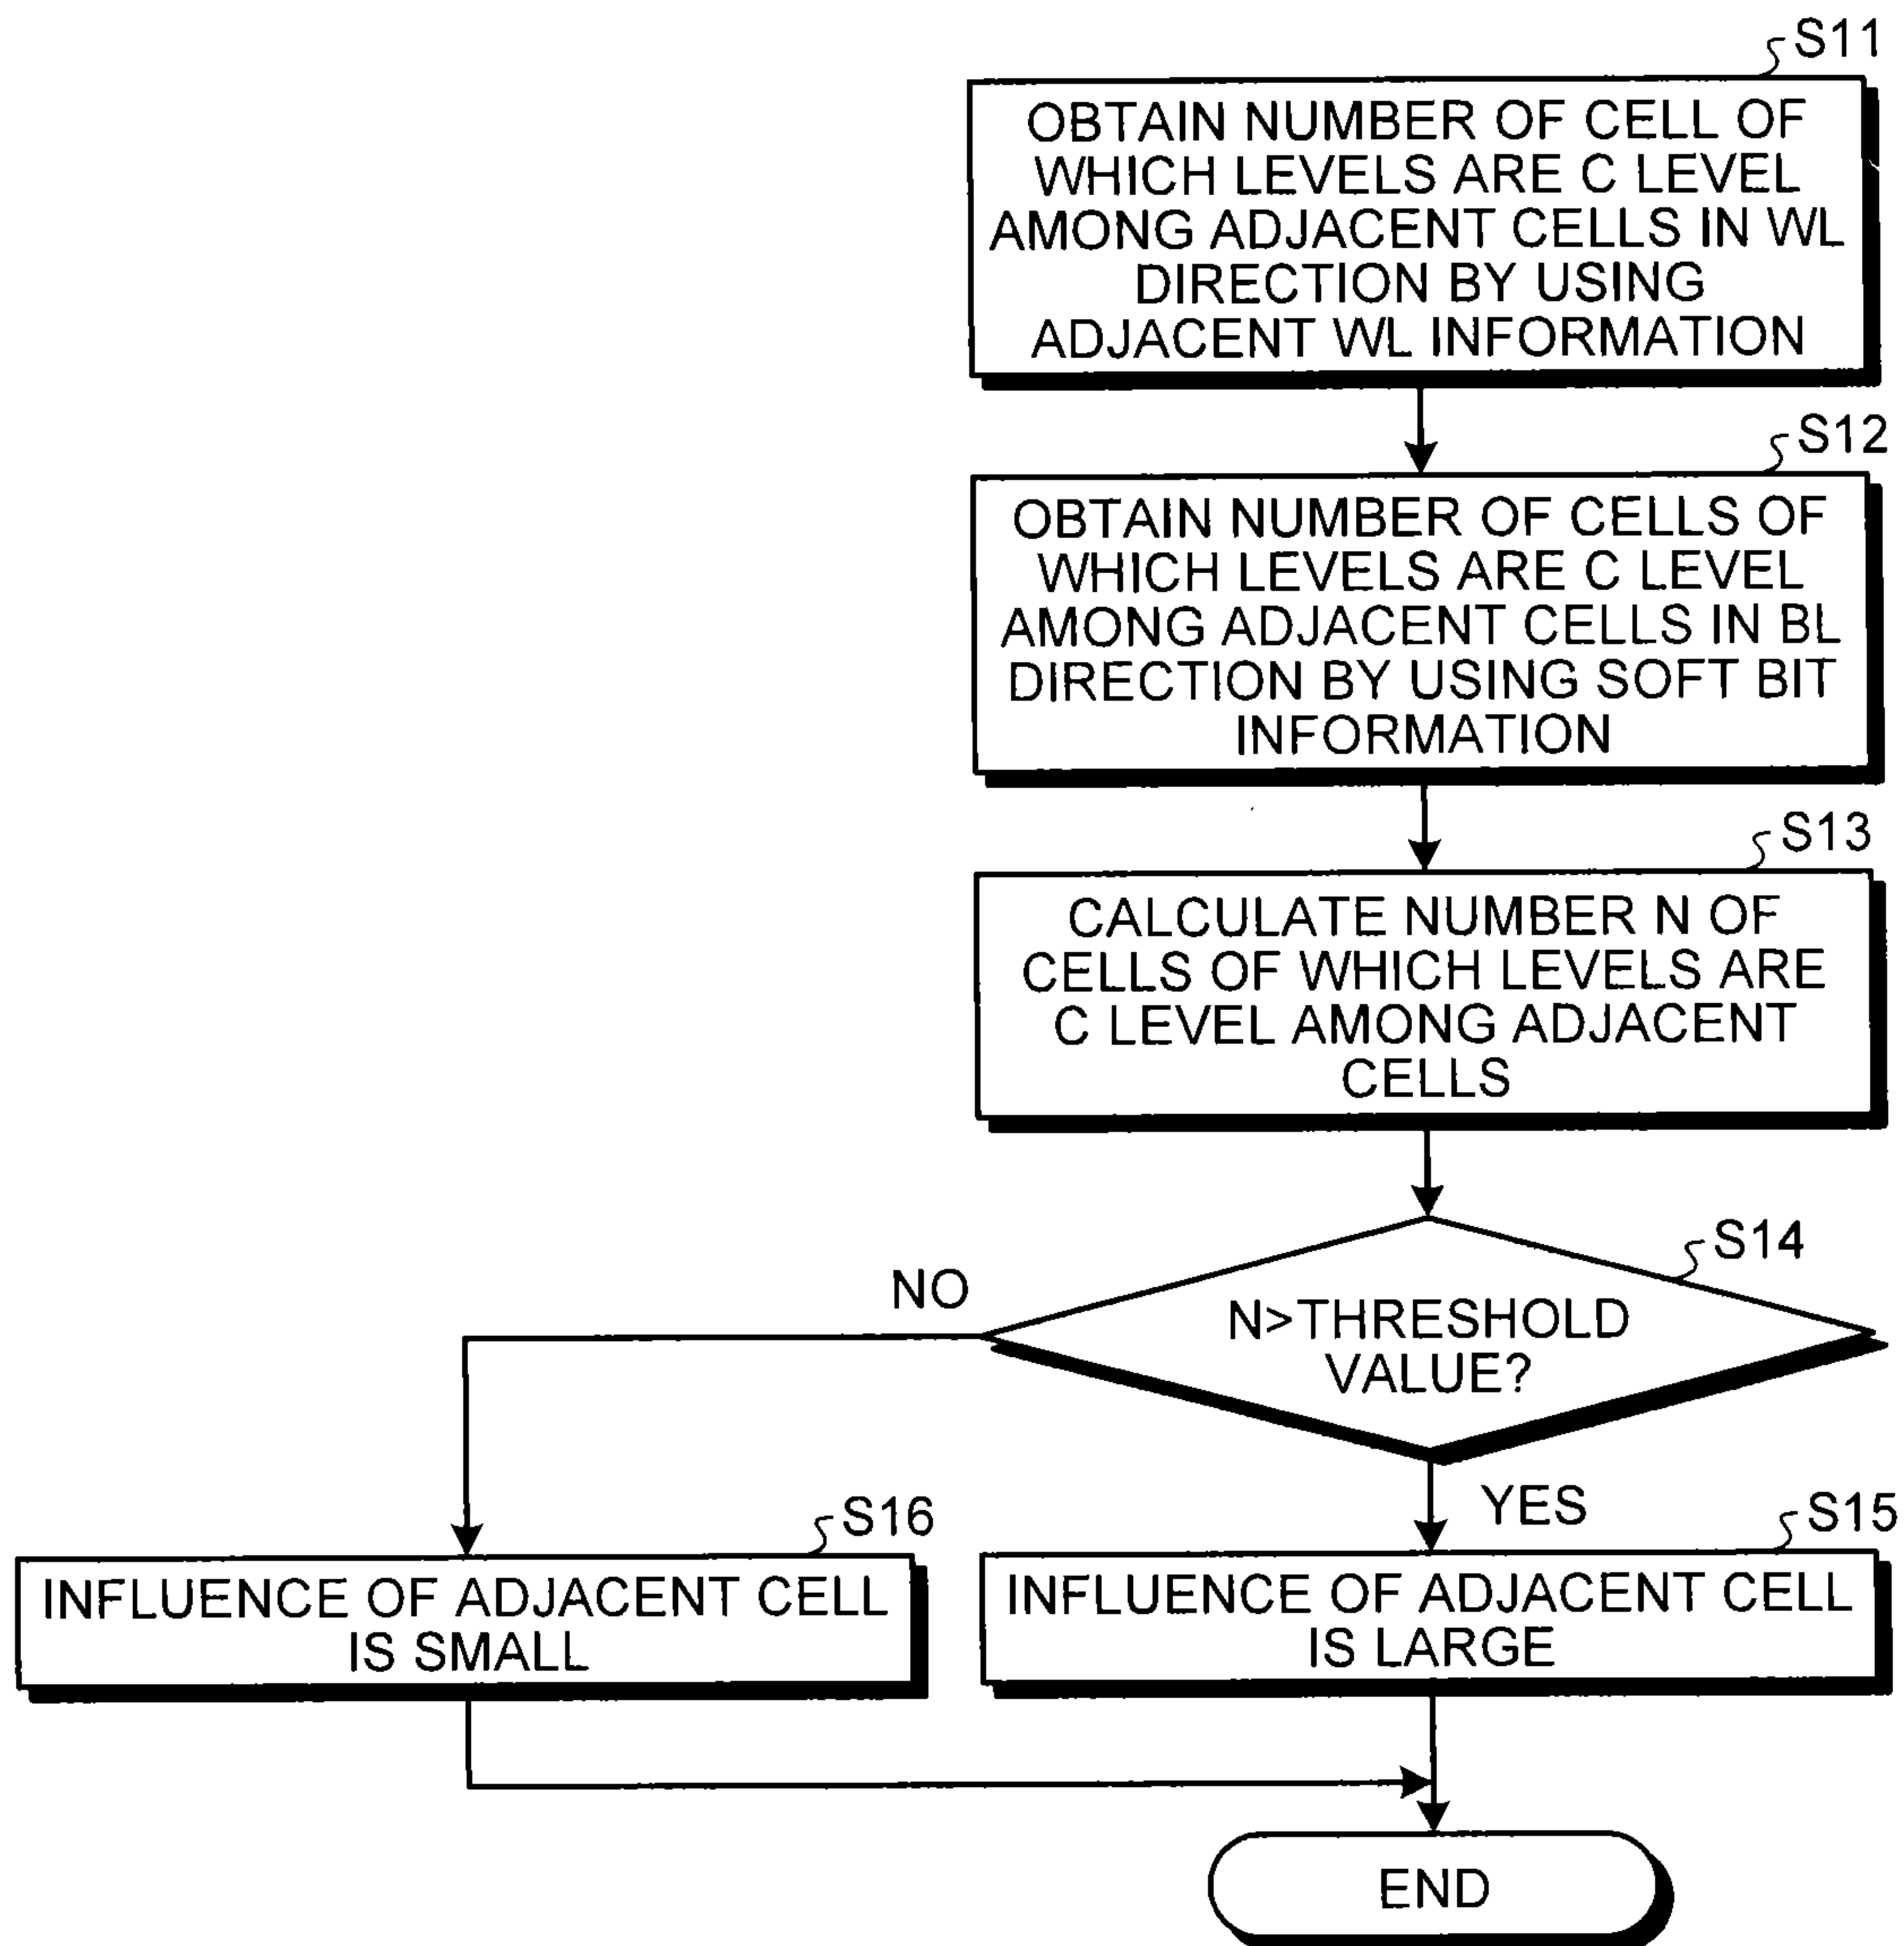 S11
OBTAIN NUMBER OF CELL OF
WHICH LEVELS ARE C LEVEL
AMONG ADJACENT CELLS IN WL
DIRECTION BY USING
ADJACENT WL INFORMATION
S12
OBTAIN NUMBER OF CELLS OF
WHICH LEVELS ARE C LEVEL
AMONG ADJACENT CELLS IN BL
DIRECTION BY USING SOFT BIT
INFORMATION
S13
CALCULATE NUMBER N OF
CELLS OF WHICH LEVELS ARE
C LEVEL AMONG ADJACENT
CELLS
S14
NO
N>THRESHOLD
VALUE?
YES
S16
INFLUENCE OF ADJACENT CELL
IS SMALL
S15
INFLUENCE OF ADJACENT CELL
IS LARGE
END